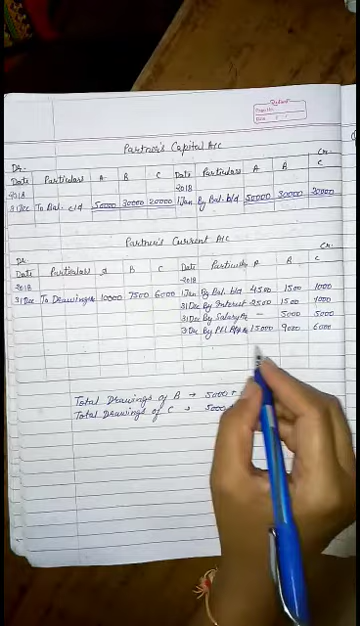 Partner's Capital A/C
Dr. Cr.
Date Particulars A B C Date Particulars A B C
2018 2018
31 Dec To Bal. c/d 50000 30000 20000 1 Jan By Bal. b/d 50000 30000 20000
Partner's Current A/C
Dr. Cr.
Date Particulars A B C Date Particulars A B C
2018 2018
31 Dec To Drawings 10000 7500 6000 1 Jan By Bal. b/d 4500 1500 1000
31 Dec By Interest 2500 1500 1000
31 Dec By Salary - 5000 5000
31 Dec By P/L App 15000 9000 6000
Total Drawings of B → 5000 +
Total Drawings of C → 5000